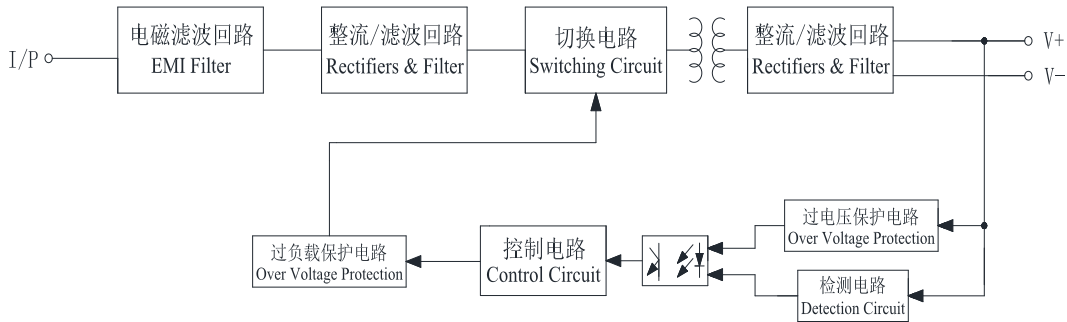 I/P
电磁滤波回路
EMI Filter
整流/滤波回路
Rectifiers & Filter
切换电路
Switching Circuit
整流/滤波回路
Rectifiers & Filter
V+
V-
过负载保护电路
Over Voltage Protection
控制电路
Control Circuit
过电压保护电路
Over Voltage Protection
检测电路
Detection Circuit